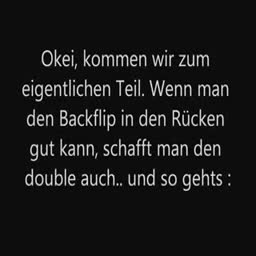 Okei, kommen wir zum
eigentlichen Teil. Wenn man
den Backflip in den Rücken
gut kann, schafft man den
double auch.. und so gehts :